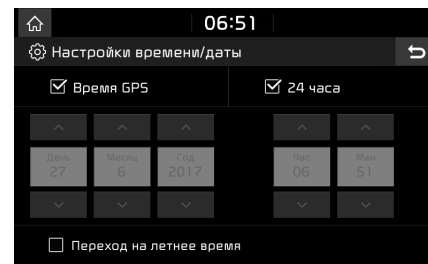 06:51
Настройки времени/даты
Время GPS
24 часа
День Месяц Год Час Мин
27 6 2017 06 51
Переход на летнее время